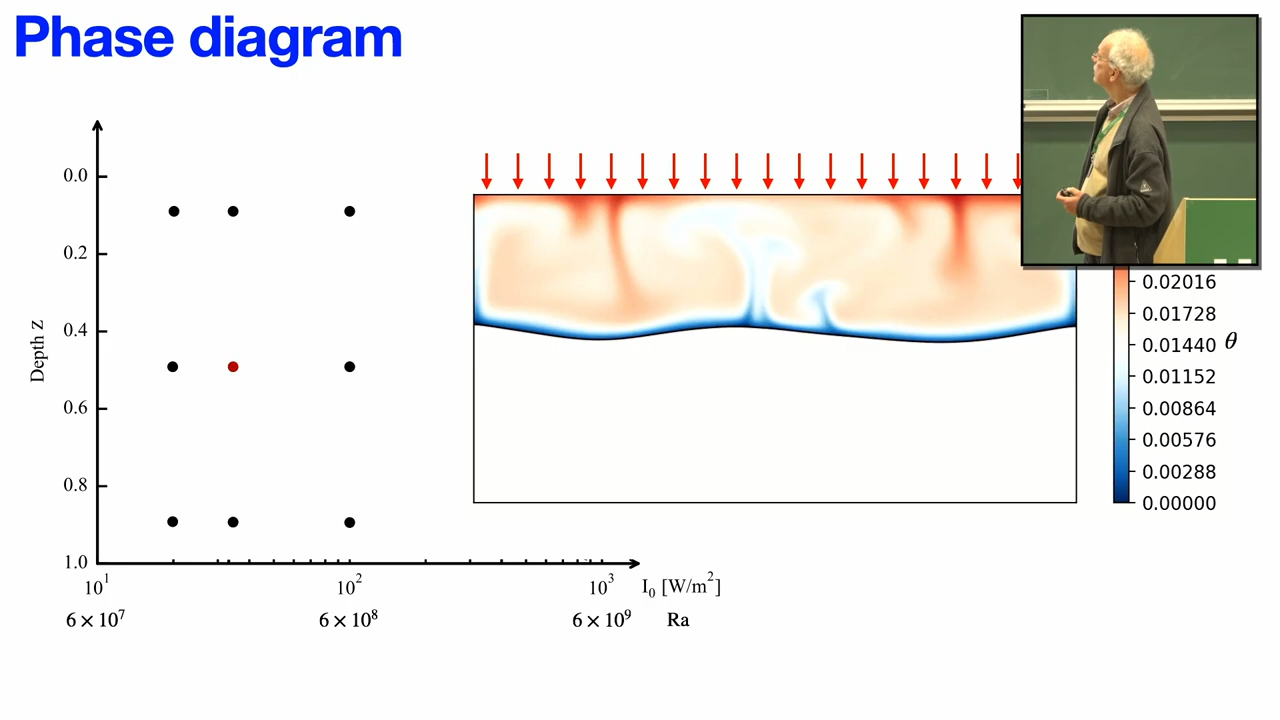 Phase diagram
0.0
0.2
0.4
0.6
0.8
1.0
Depth Z
10¹
10²
10³
I₀ [W/m²]
6 × 10⁷
6 × 10⁸
6 × 10⁹
Ra
0.02016
0.01728
0.01440
0.01152
0.00864
0.00576
0.00288
0.00000
θ